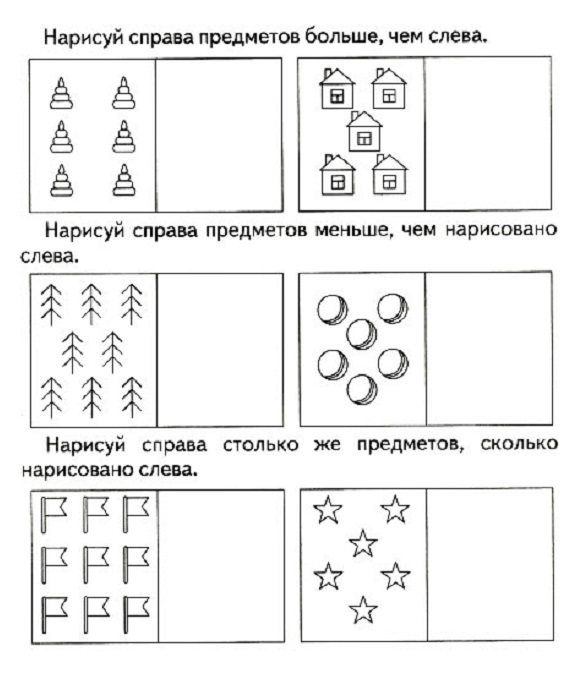 Нарисуй справа предметов больше, чем слева.
Нарисуй справа предметов меньше, чем нарисовано
слева.
Нарисуй справа столько же предметов, сколько
нарисовано слева.